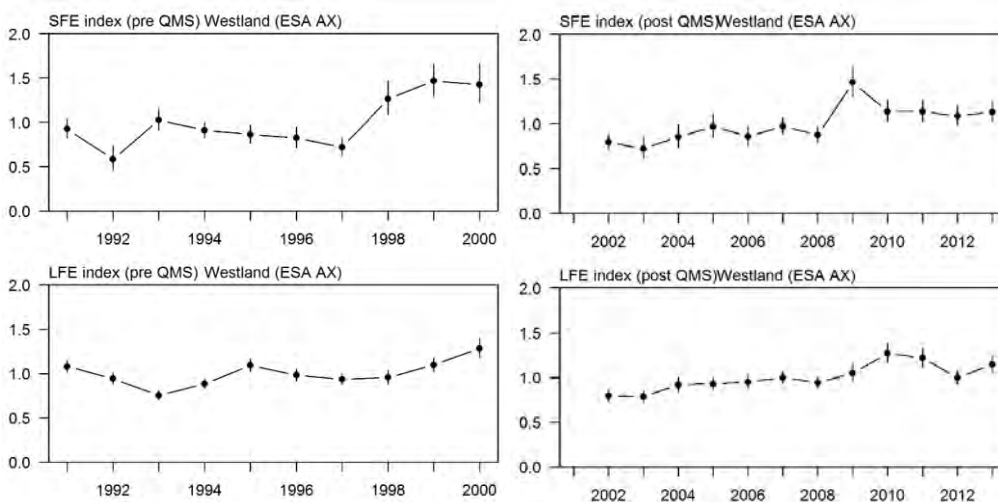 SFE index (pre QMS) Westland (ESA AX)
2.0
1.5
1.0
0.5
0.0
1992 1994 1996 1998 2000
SFE index (post QMS)Westland (ESA AX)
2.0
1.5
1.0
0.5
0.0
2002 2004 2006 2008 2010 2012
LFE index (pre QMS) Westland (ESA AX)
2.0
1.5
1.0
0.5
0.0
1992 1994 1996 1998 2000
LFE index (post QMS)Westland (ESA AX)
2.0
1.5
1.0
0.5
0.0
2002 2004 2006 2008 2010 2012